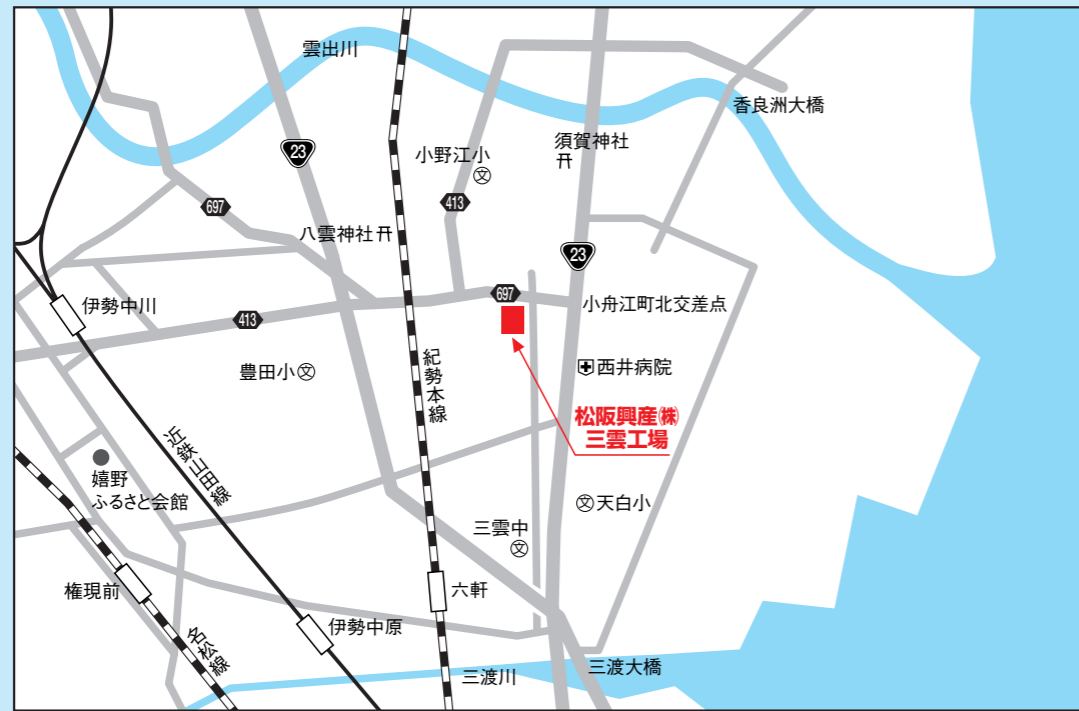 雲出川
香良洲大橋
須賀神社
23
小野江小
文
413
697
八雲神社
23
697
小舟江町北交差点
伊勢中川
413
豊田小文
紀勢本線
西井病院
松阪興産㈱
三雲工場
近鉄山田線
嬉野
ふるさと会館
文天白小
三雲中
文
権現前
六軒
伊勢中原
名松線
三渡川
三渡大橋